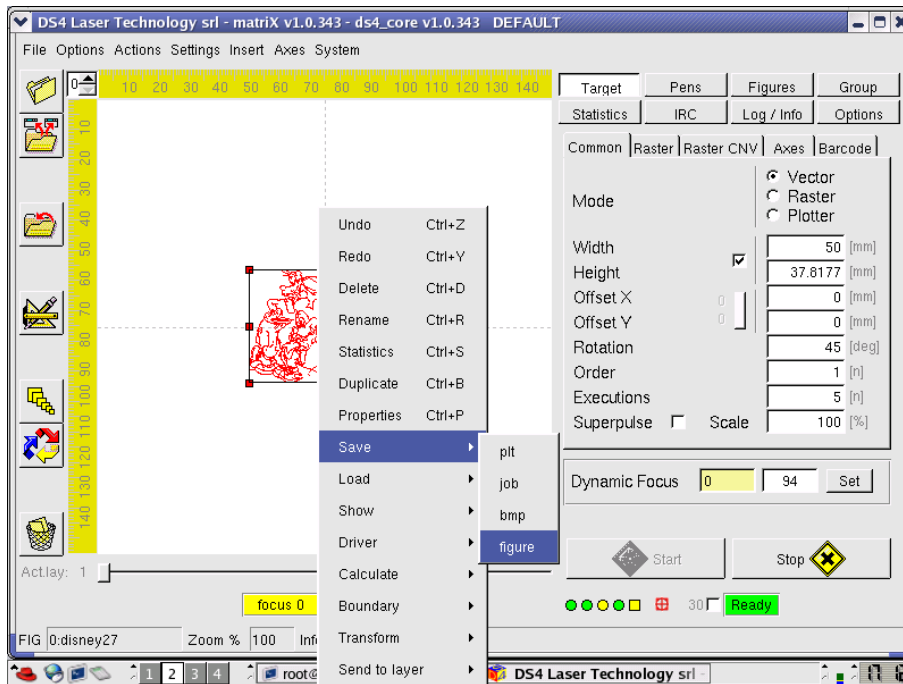 DS4 Laser Technology srl - matriX v1.0.343 - ds4_core v1.0.343 DEFAULT
File Options Actions Settings Insert Axes System
0
10 20 30 40 50 60 70 80 90 100 110 120 130 140
10 20 30 40 50 60 70 80 90 100 110 120 130 140
Target Pens Figures Group
Statistics IRC Log / Info Options
Common Raster Raster CNV Axes Barcode
Mode
Vector
Raster
Plotter
Width 50 [mm]
Height 37.8177 [mm]
Offset X 0 0 [mm]
Offset Y 0 0 [mm]
Rotation 45 [deg]
Order 1 [n]
Executions 5 [n]
Superpulse Scale 100 [%]
Dynamic Focus 0 94 Set
Start Stop
30 Ready
Undo Ctrl+Z
Redo Ctrl+Y
Delete Ctrl+D
Rename Ctrl+R
Statistics Ctrl+S
Duplicate Ctrl+B
Properties Ctrl+P
Save
Load
Show
Driver
Calculate
Boundary
Transform
Send to layer
plt
job
bmp
figure
Act.lay: 1
focus 0
FIG 0:disney27 Zoom % 100 Inf
1 2 3 4 root@ DS4 Laser Technology srl -